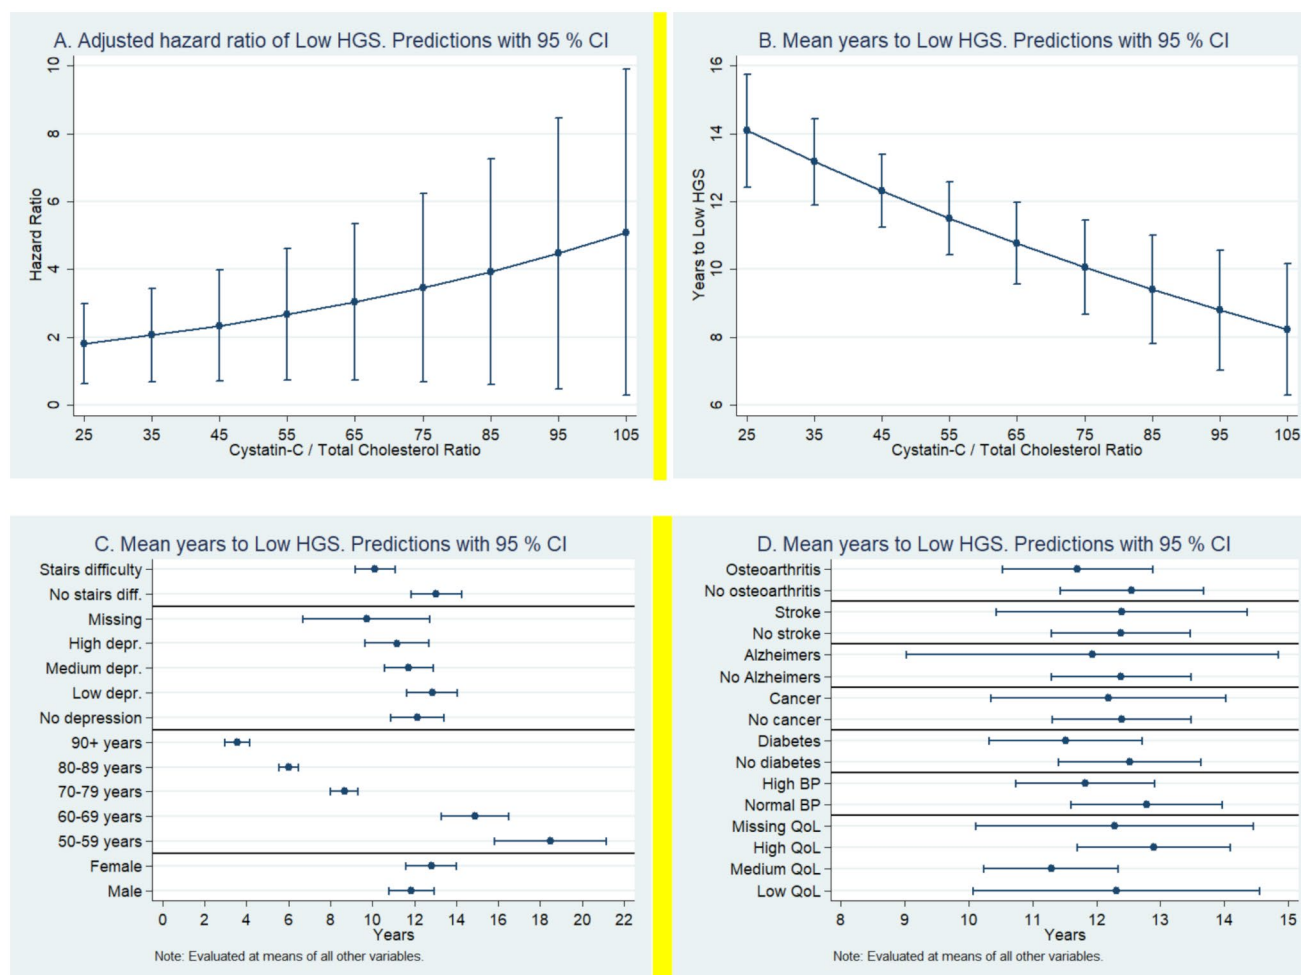 A. Adjusted hazard ratio of Low HGS. Predictions with 95 % CI
10
8
6
4
2
0
Hazard Ratio
25 35 45 55 65 75 85 95 105
Cystatin-C / Total Cholesterol Ratio
B. Mean years to Low HGS. Predictions with 95 % CI
16
14
12
10
8
6
Years to Low HGS
25 35 45 55 65 75 85 95 105
Cystatin-C / Total Cholesterol Ratio
C. Mean years to Low HGS. Predictions with 95 % CI
Stairs difficulty
No stairs diff.
Missing
High depr.
Medium depr.
Low depr.
No depression
90+ years
80-89 years
70-79 years
60-69 years
50-59 years
Female
Male
0 2 4 6 8 10 12 14 16 18 20 22
Years
Note: Evaluated at means of all other variables.
D. Mean years to Low HGS. Predictions with 95 % CI
Osteoarthritis
No osteoarthritis
Stroke
No stroke
Alzheimers
No Alzheimers
Cancer
No cancer
Diabetes
No diabetes
High BP
Normal BP
Missing QoL
High QoL
Medium QoL
Low QoL
8 9 10 11 12 13 14 15
Years
Note: Evaluated at means of all other variables.